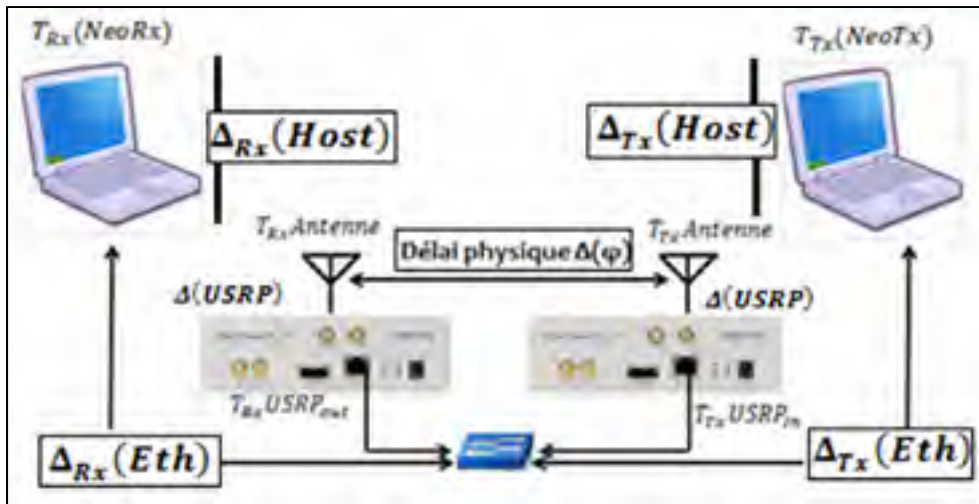 T_Rx(NeoRx)
T_Tx(NeoTx)
Δ_Rx(Host)
Δ_Tx(Host)
T_Rx Antenne
T_Tx Antenne
Délai physique Δ(φ)
Δ(USRP)
Δ(USRP)
T_Rx USRP_out
T_Tx USRP_in
Δ_Rx(Eth)
Δ_Tx(Eth)